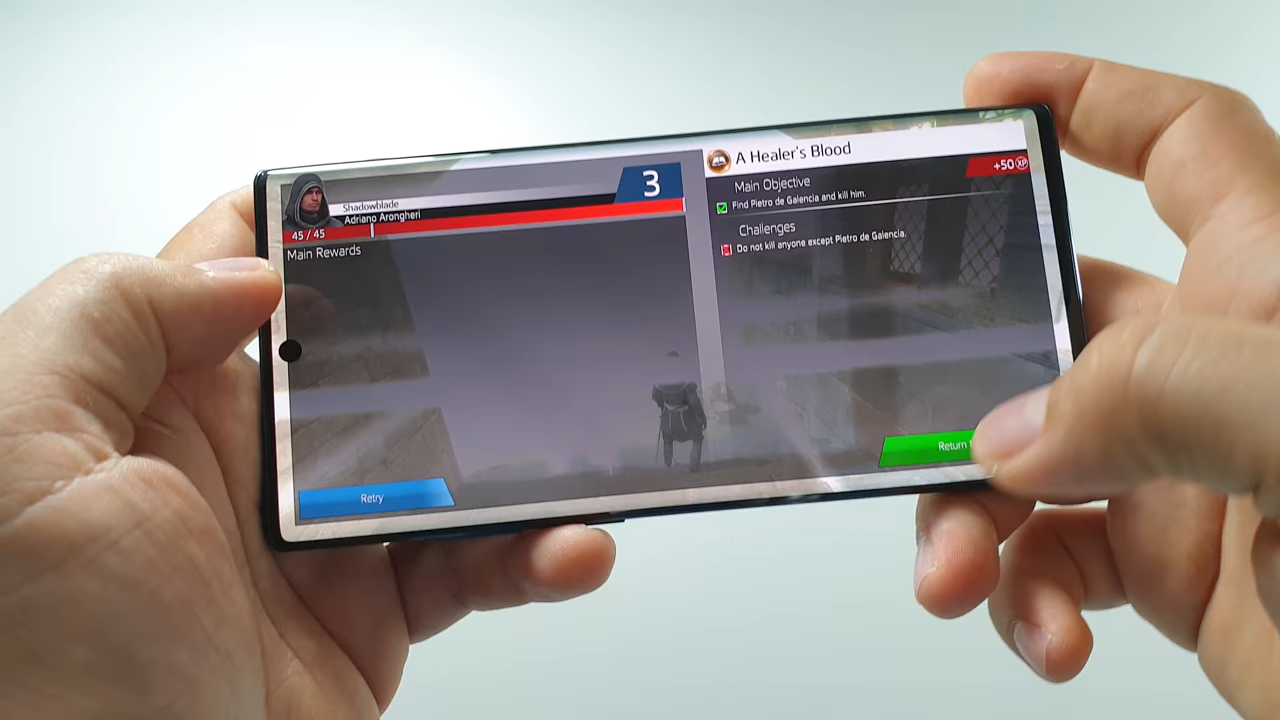 3
Shadowblade
Adriano Arongheri
45 / 45
Main Rewards
Retry
A Healer's Blood
+50 XP
Main Objective
Find Pietro de Galencia and kill him.
Challenges
Do not kill anyone except Pietro de Galencia.
Return